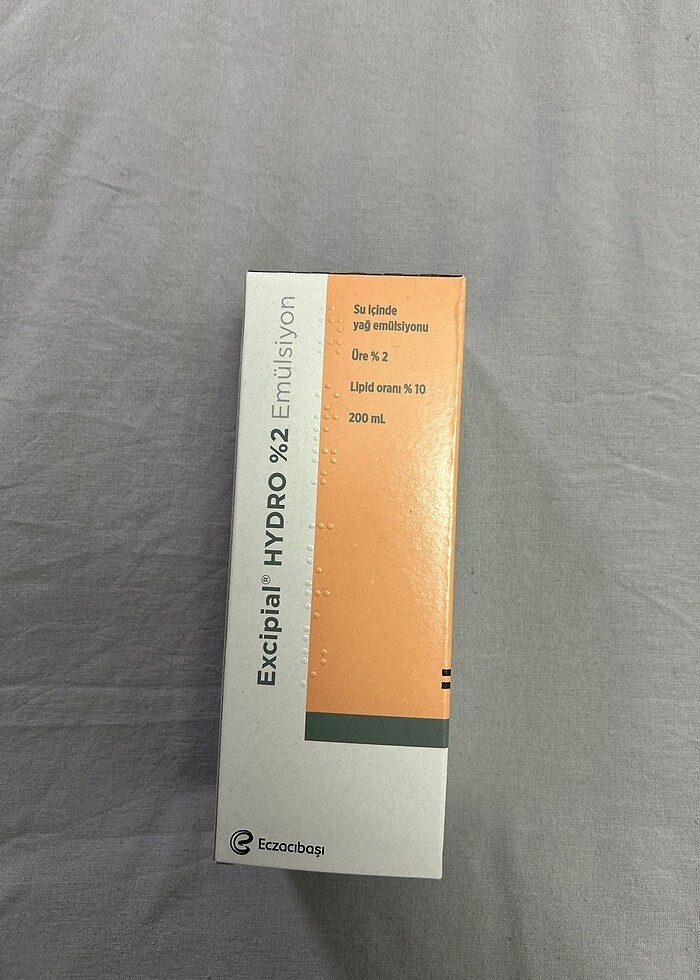 Excipial® HYDRO %2 Emülsiyon
Su içinde
yağ emülsiyonu
Üre % 2
Lipid oranı % 10
200 mL
Eczacıbaşı